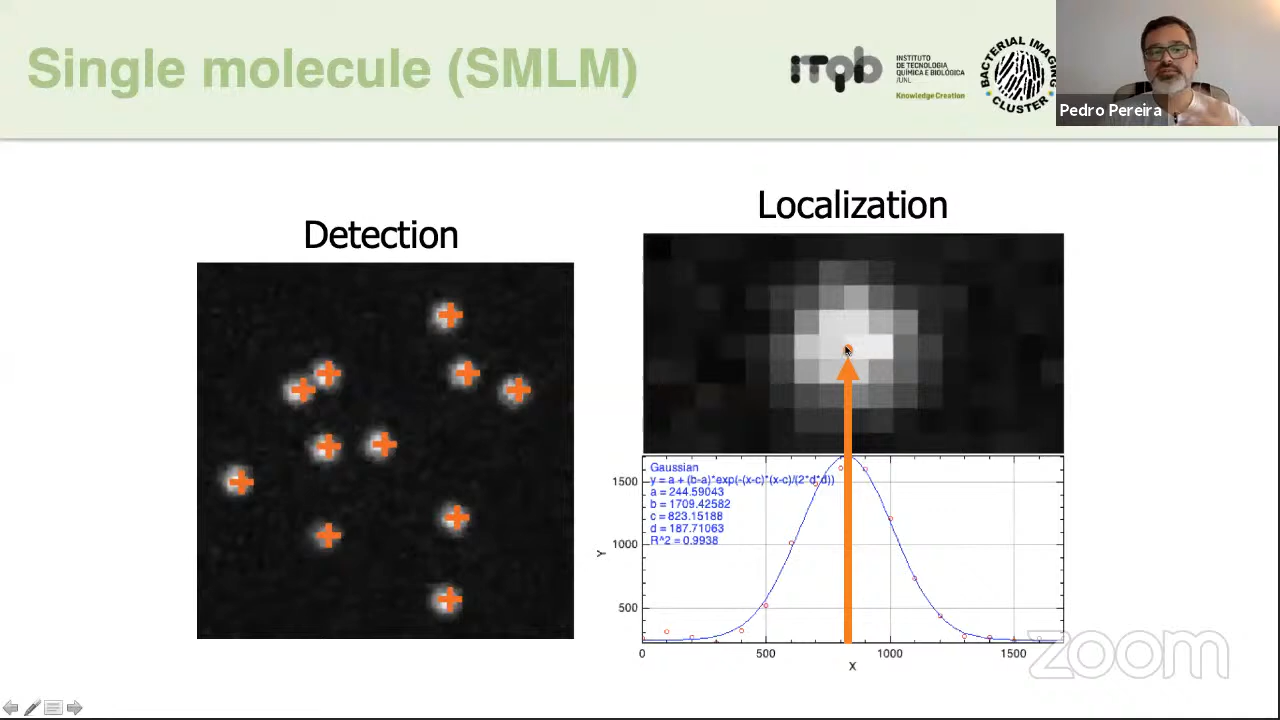 Single molecule (SMLM)
iTqb
INSTITUTO
DE TECNOLOGIA
QUÍMICA E BIOLÓGICA
/UNL
Knowledge Creation
BACTERIAL IMAGING
CLUSTER
Pedro Pereira
Detection
Localization
Gaussian
y = a + (b-a)*exp(-(x-c)*(x-c)/(2*d*d))
a = 244.59043
b = 1709.42582
c = 823.15188
d = 187.71063
R^2 = 0.9938
1500
1000
500
Y
0 500 1000 1500
X
zoom